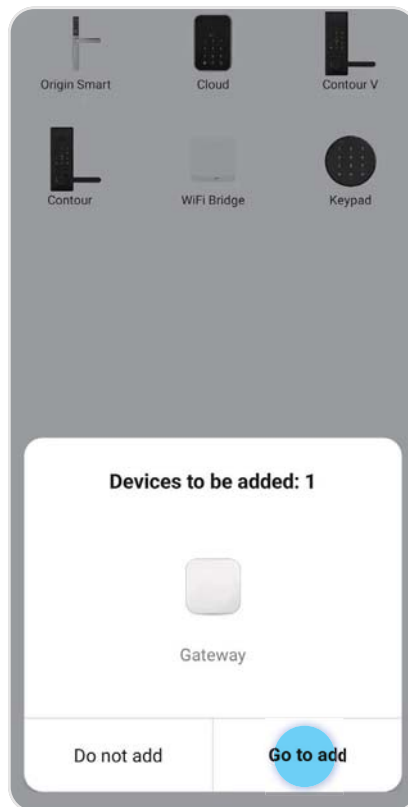 Origin Smart Cloud Contour V
Contour WiFi Bridge Keypad
Devices to be added: 1
Gateway
Do not add Go to add